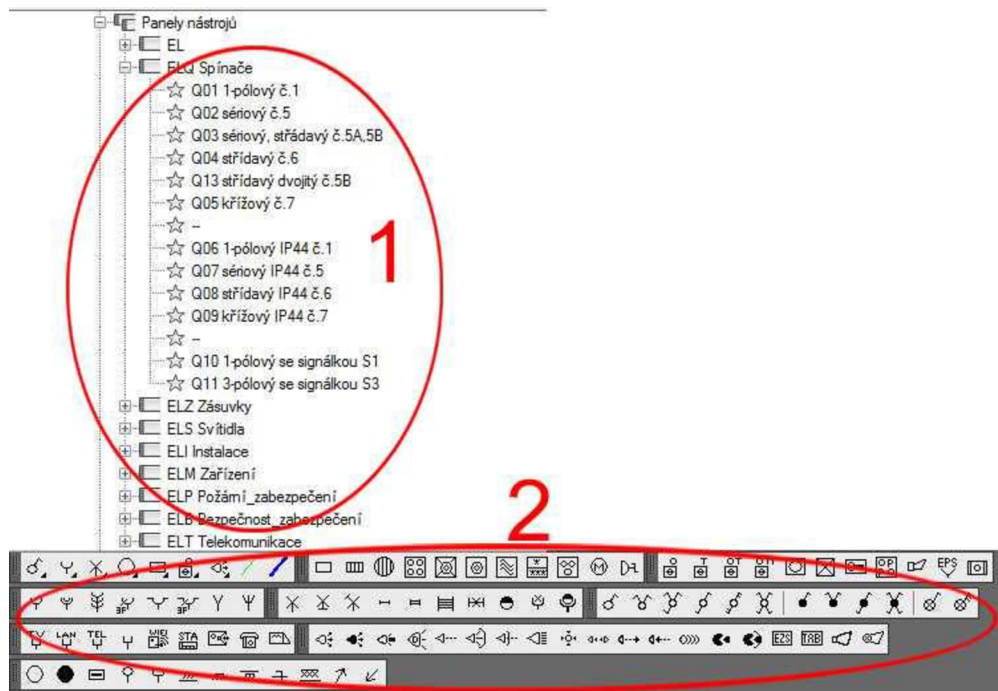 Panely nástrojů
EL
ELQ Spínače
Q01 1-pólový č.1
Q02 sériový č.5
Q03 sériový, střádavý č.5A,5B
Q04 střídavý č.6
Q13 střídavý dvojitý č.5B
Q05 křížový č.7
--
Q06 1-pólový IP44 č.1
Q07 sériový IP44 č.5
Q08 střídavý IP44 č.6
Q09 křížový IP44 č.7
--
Q10 1-pólový se signálkou S1
Q11 3-pólový se signálkou S3
1
ELZ Zásuvky
ELS Svítidla
ELI Instalace
ELM Zařízení
ELP Požární_zabezpečení
ELB Bezpečnost_zabezpečení
ELT Telekomunikace
2
EPS
3F 3F
TV LAN TEL STA EZS TAB